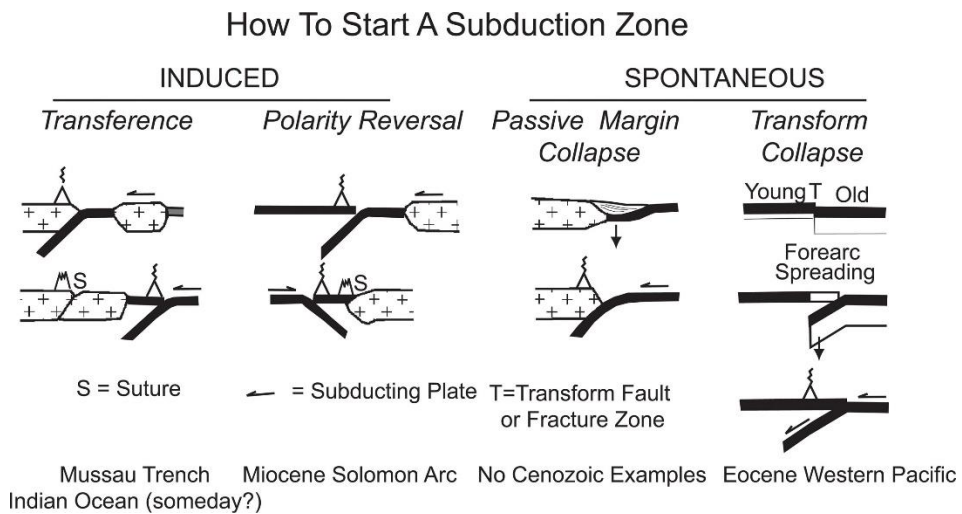 How To Start A Subduction Zone
INDUCED
SPONTANEOUS
Transference
Polarity Reversal
Passive Margin
Collapse
Transform
Collapse
Young T Old
Forearc
Spreading
S
S
S = Suture
= Subducting Plate
T=Transform Fault
or Fracture Zone
Mussau Trench
Indian Ocean (someday?)
Miocene Solomon Arc
No Cenozoic Examples
Eocene Western Pacific